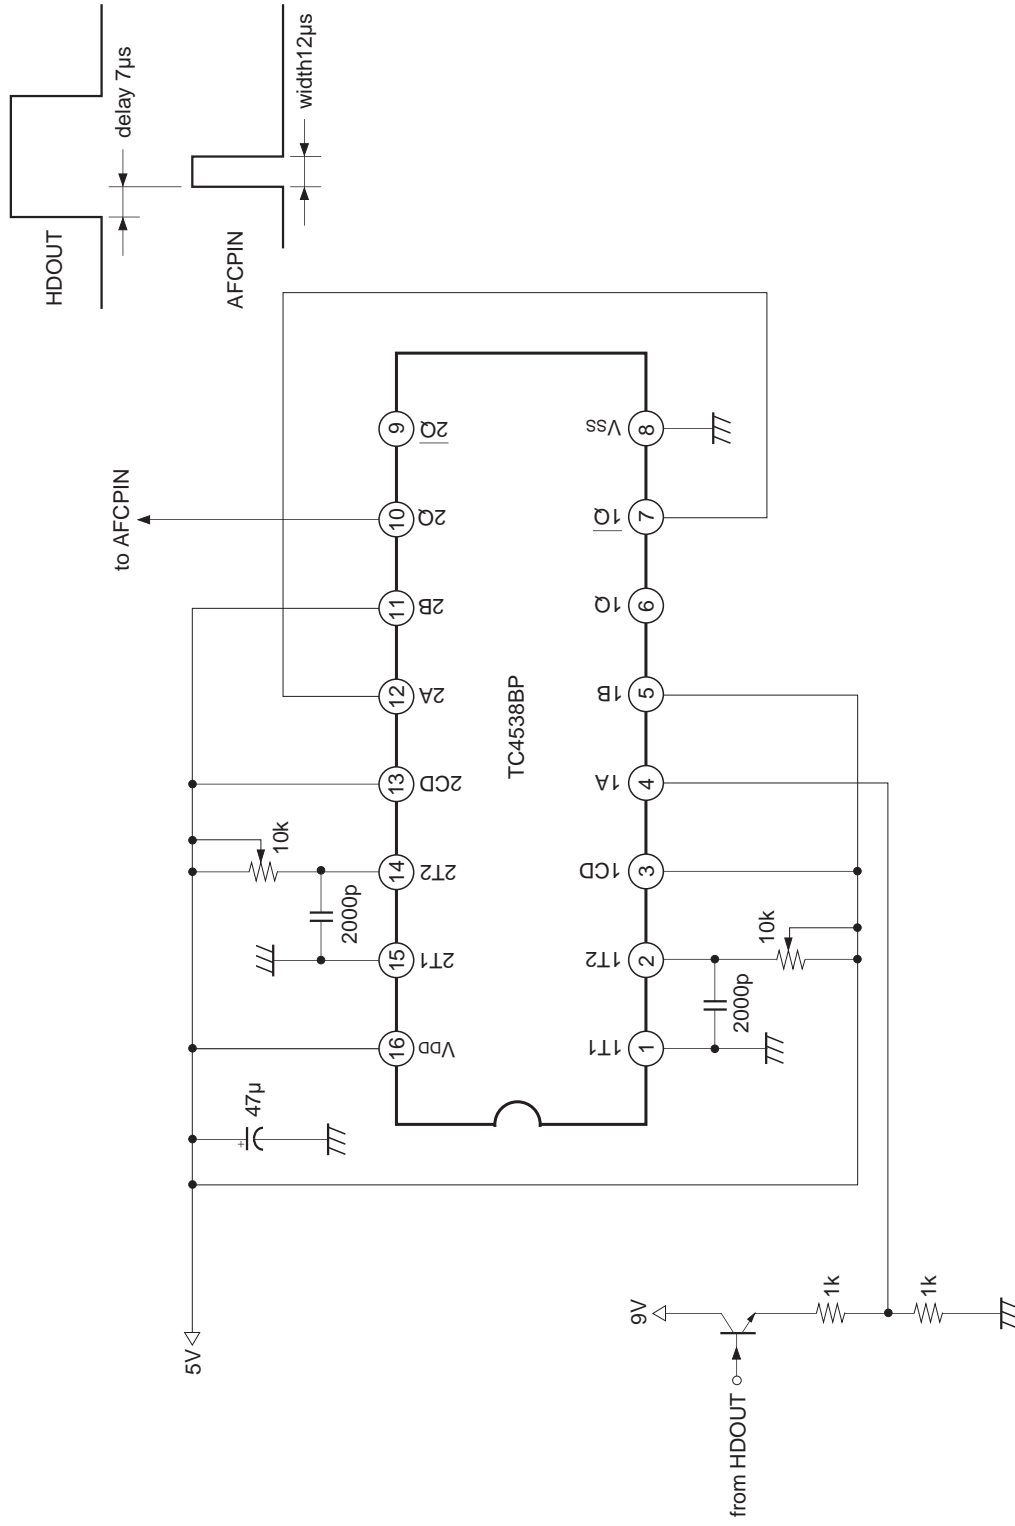 HDOUT
delay 7µs
AFCPIN
width12µs
5V
47µ
+
to AFCPIN
10k
2000p
16
15
14
13
12
11
10
9
VDD
2T1
2T2
2CD
2A
2B
2Q
2Q
TC4538BP
1T1
1T2
1CD
1A
1B
1Q
1Q
VSS
1
2
3
4
5
6
7
8
2000p
10k
9V
from HDOUT
1k
1k